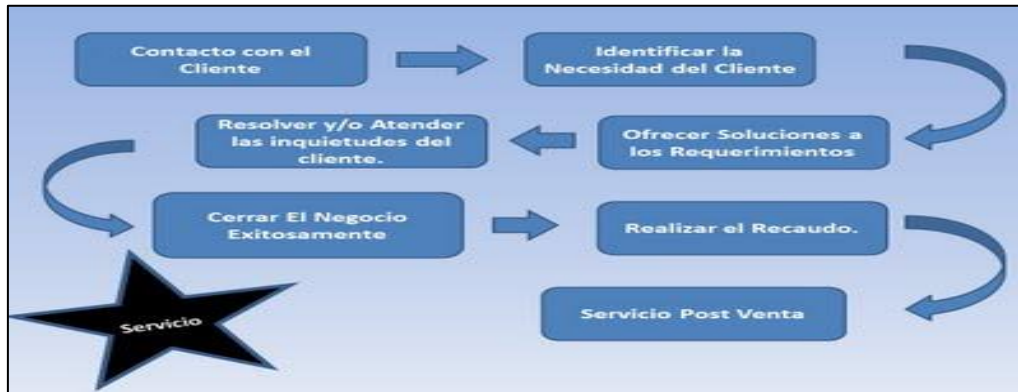 Contacto con el
Cliente
Identificar la
Necesidad del Cliente
Ofrecer Soluciones a
los Requerimientos
Resolver y/o Atender
las inquietudes del
cliente.
Cerrar El Negocio
Exitosamente
Realizar el Recaudo.
Servicio Post Venta
Servicio